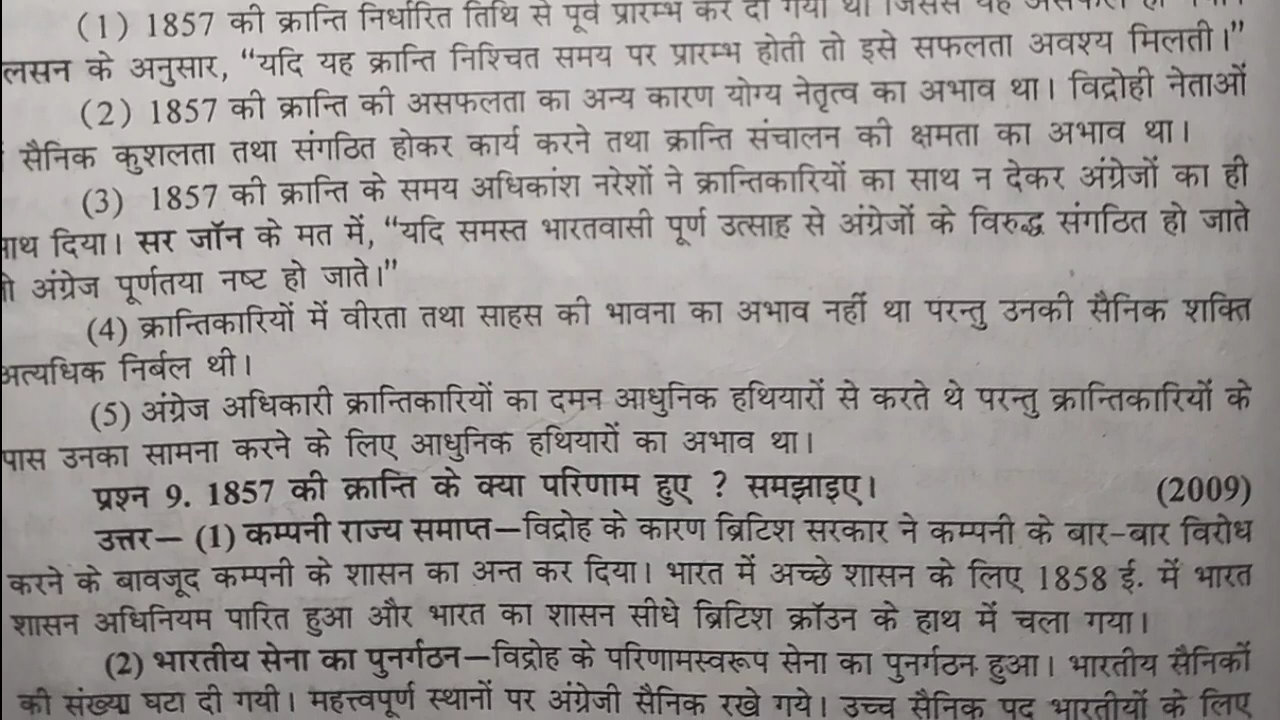 (1) 1857 की क्रान्ति निर्धारित तिथि से पूर्व प्रारम्भ कर दी गयी थी जिससे यह असफल हो
लसन के अनुसार, “यदि यह क्रान्ति निश्चित समय पर प्रारम्भ होती तो इसे सफलता अवश्य मिलती।”
(2) 1857 की क्रान्ति की असफलता का अन्य कारण योग्य नेतृत्व का अभाव था। विद्रोही नेताओं
सैनिक कुशलता तथा संगठित होकर कार्य करने तथा क्रान्ति संचालन की क्षमता का अभाव था।
(3) 1857 की क्रान्ति के समय अधिकांश नरेशों ने क्रान्तिकारियों का साथ न देकर अंग्रेजों का ही
साथ दिया। सर जॉन के मत में, “यदि समस्त भारतवासी पूर्ण उत्साह से अंग्रेजों के विरुद्ध संगठित हो जाते
तो अंग्रेज पूर्णतया नष्ट हो जाते।”
(4) क्रान्तिकारियों में वीरता तथा साहस की भावना का अभाव नहीं था परन्तु उनकी सैनिक शक्ति
अत्यधिक निर्बल थी।
(5) अंग्रेज अधिकारी क्रान्तिकारियों का दमन आधुनिक हथियारों से करते थे परन्तु क्रान्तिकारियों के
पास उनका सामना करने के लिए आधुनिक हथियारों का अभाव था।
प्रश्न 9. 1857 की क्रान्ति के क्या परिणाम हुए ? समझाइए। (2009)
उत्तर— (1) कम्पनी राज्य समाप्त—विद्रोह के कारण ब्रिटिश सरकार ने कम्पनी के बार-बार विरोध
करने के बावजूद कम्पनी के शासन का अन्त कर दिया। भारत में अच्छे शासन के लिए 1858 ई. में भारत
शासन अधिनियम पारित हुआ और भारत का शासन सीधे ब्रिटिश क्रॉउन के हाथ में चला गया।
(2) भारतीय सेना का पुनर्गठन—विद्रोह के परिणामस्वरूप सेना का पुनर्गठन हुआ। भारतीय सैनिकों
की संख्या घटा दी गयी। महत्त्वपूर्ण स्थानों पर अंग्रेजी सैनिक रखे गये। उच्च सैनिक पद भारतीयों के लिए